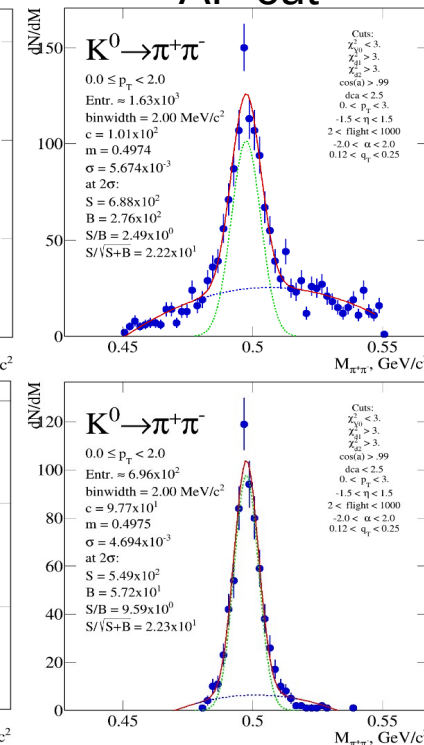 dN/dM
K⁰→π⁺π⁻
0.0 ≤ p_T < 2.0
Entr. ≈ 1.63x10³
binwidth = 2.00 MeV/c²
c = 1.01x10²
m = 0.4974
σ = 5.674x10⁻³
at 2σ:
S = 6.88x10²
B = 2.76x10²
S/B = 2.49x10⁰
S/√S+B = 2.22x10¹
Cuts:
χ²_V0 < 3.
χ²_d1 > 3.
χ²_d2 > 3.
cos(a) > .99
dca < 2.5
0. < p_T < 3.
-1.5 < η < 1.5
2 < flight < 1000
-2.0 < α < 2.0
0.12 < q_T < 0.25
150
100
50
0
0.45 0.5 0.55
M_π⁺π⁻, GeV/c
c²
dN/dM
K⁰→π⁺π⁻
0.0 ≤ p_T < 2.0
Entr. ≈ 6.96x10²
binwidth = 2.00 MeV/c²
c = 9.77x10¹
m = 0.4975
σ = 4.694x10⁻³
at 2σ:
S = 5.49x10²
B = 5.72x10¹
S/B = 9.59x10⁰
S/√S+B = 2.23x10¹
Cuts:
χ²_V0 < 3.
χ²_d1 > 3.
χ²_d2 > 3.
cos(a) > .99
dca < 2.5
0. < p_T < 3.
-1.5 < η < 1.5
2 < flight < 1000
-2.0 < α < 2.0
0.12 < q_T < 0.25
120
100
80
60
40
20
0
0.45 0.5 0.55
M_π⁺π⁻, GeV/c
c²